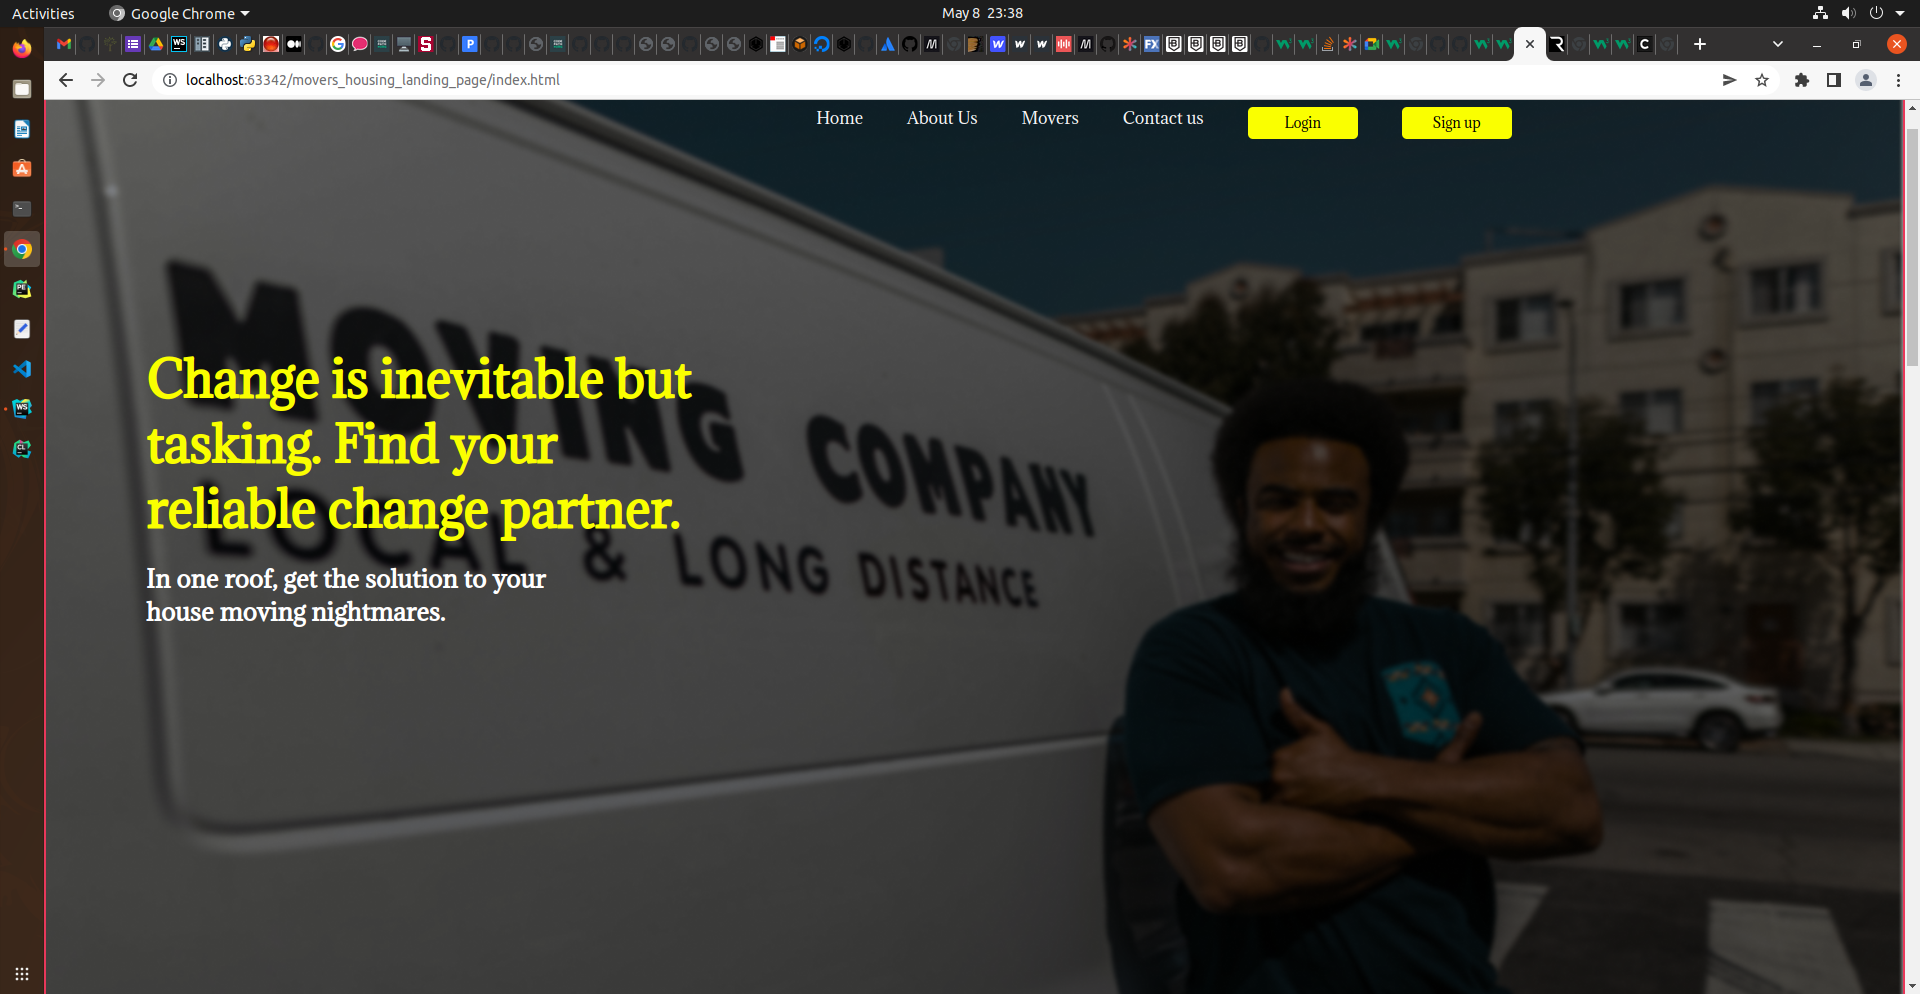 Activities
Google Chrome
May 8 23:38
localhost:63342/movers_housing_landing_page/index.html
Home About Us Movers Contact us Login Sign up
MOVING COMPANY
LOCAL & LONG DISTANCE
Change is inevitable but
tasking. Find your
reliable change partner.
In one roof, get the solution to your
house moving nightmares.